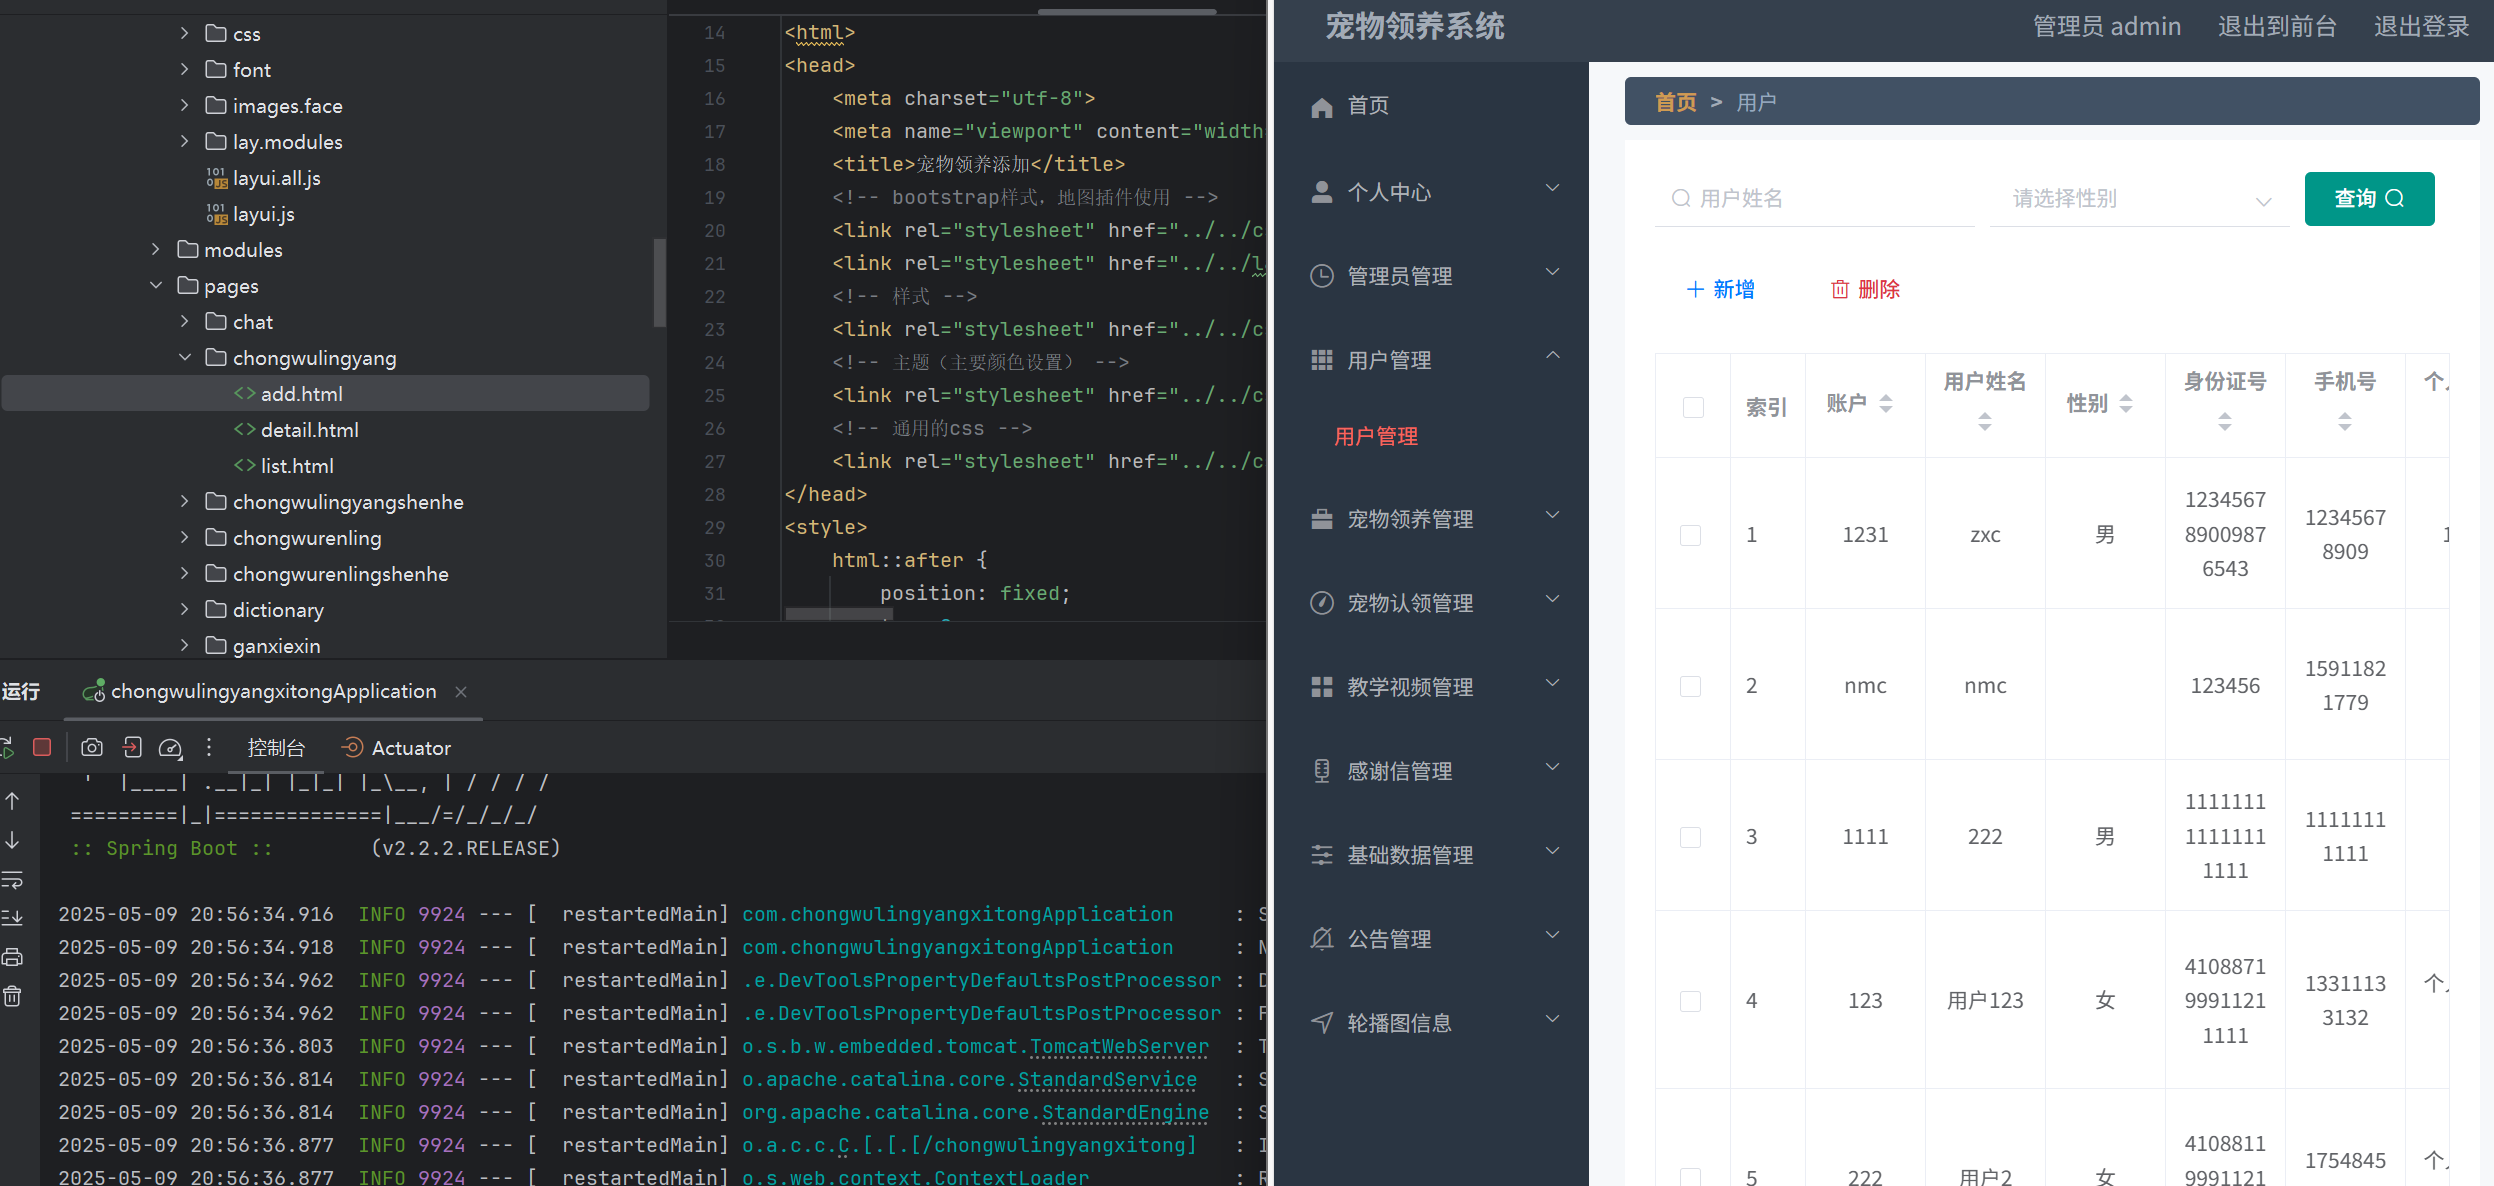 css
font
images.face
lay.modules
layui.all.js
layui.js
modules
pages
chat
chongwulingyang
add.html
detail.html
list.html
chongwulingyangshenhe
chongwurenling
chongwurenlingshenhe
dictionary
ganxiexin
14 <html>
15 <head>
16 <meta charset="utf-8">
17 <meta name="viewport" content="width
18 <title>宠物领养添加</title>
19 <!-- bootstrap样式，地图插件使用 -->
20 <link rel="stylesheet" href="../../c
21 <link rel="stylesheet" href="../../l
22 <!-- 样式 -->
23 <link rel="stylesheet" href="../../c
24 <!-- 主题（主要颜色设置） -->
25 <link rel="stylesheet" href="../../c
26 <!-- 通用的css -->
27 <link rel="stylesheet" href="../../c
28 </head>
29 <style>
30 html::after {
31 position: fixed;
运行 chongwulingyangxitongApplication
控制台 Actuator
' |____| .__|_| |_|_| |_\__, | / / / /
=========|_|==============|___/=/_/_/_/
:: Spring Boot :: (v2.2.2.RELEASE)
2025-05-09 20:56:34.916 INFO 9924 --- [ restartedMain] com.chongwulingyangxitongApplication : S
2025-05-09 20:56:34.918 INFO 9924 --- [ restartedMain] com.chongwulingyangxitongApplication : N
2025-05-09 20:56:34.962 INFO 9924 --- [ restartedMain] .e.DevToolsPropertyDefaultsPostProcessor : D
2025-05-09 20:56:34.962 INFO 9924 --- [ restartedMain] .e.DevToolsPropertyDefaultsPostProcessor : F
2025-05-09 20:56:36.803 INFO 9924 --- [ restartedMain] o.s.b.w.embedded.tomcat.TomcatWebServer : T
2025-05-09 20:56:36.814 INFO 9924 --- [ restartedMain] o.apache.catalina.core.StandardService : S
2025-05-09 20:56:36.814 INFO 9924 --- [ restartedMain] org.apache.catalina.core.StandardEngine : S
2025-05-09 20:56:36.877 INFO 9924 --- [ restartedMain] o.a.c.c.C.[.[.[/chongwulingyangxitong] : I
2025-05-09 20:56:36.877 INFO 9924 --- [ restartedMain] o.s.web.context.ContextLoader : R
宠物领养系统
管理员 admin 退出到前台 退出登录
首页
个人中心
管理员管理
用户管理
用户管理
宠物领养管理
宠物认领管理
教学视频管理
感谢信管理
基础数据管理
公告管理
轮播图信息
首页 > 用户
用户姓名 请选择性别 查询
新增 删除
索引 账户 用户姓名 性别 身份证号 手机号 个
1 1231 zxc 男 1234567 8900987 6543 1234567 8909 1
2 nmc nmc 123456 1591182 1779
3 1111 222 男 1111111 1111111 1111 1111111 1111
4 123 用户123 女 4108871 9991121 1111 1331113 3132 个
5 222 用户2 女 4108811 9991121 1754845 个